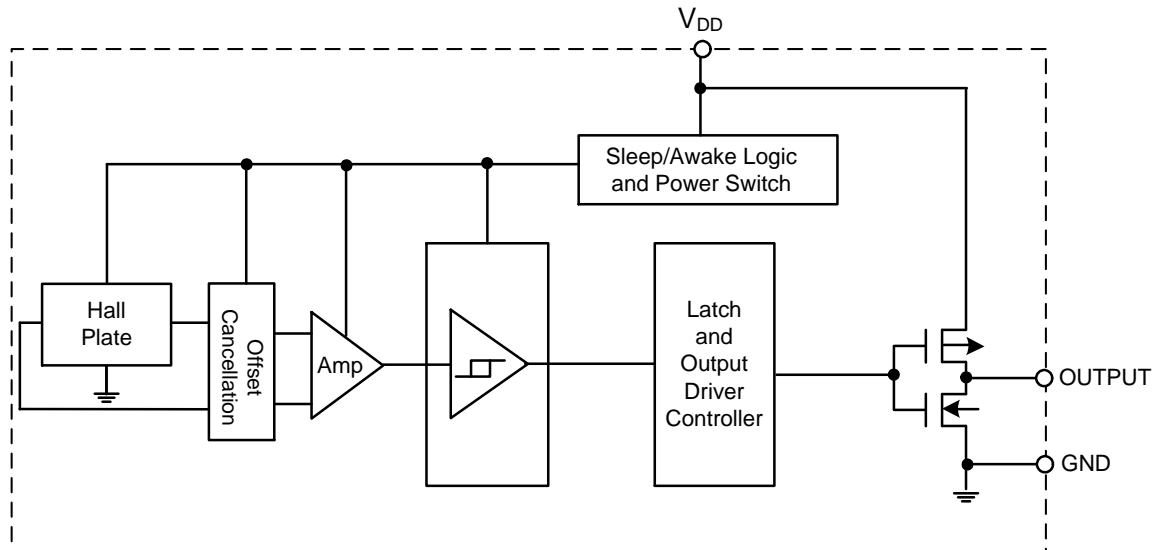 VDD
Sleep/Awake Logic
and Power Switch
Hall
Plate
Offset
Cancellation
Amp
Latch
and
Output
Driver
Controller
OUTPUT
GND